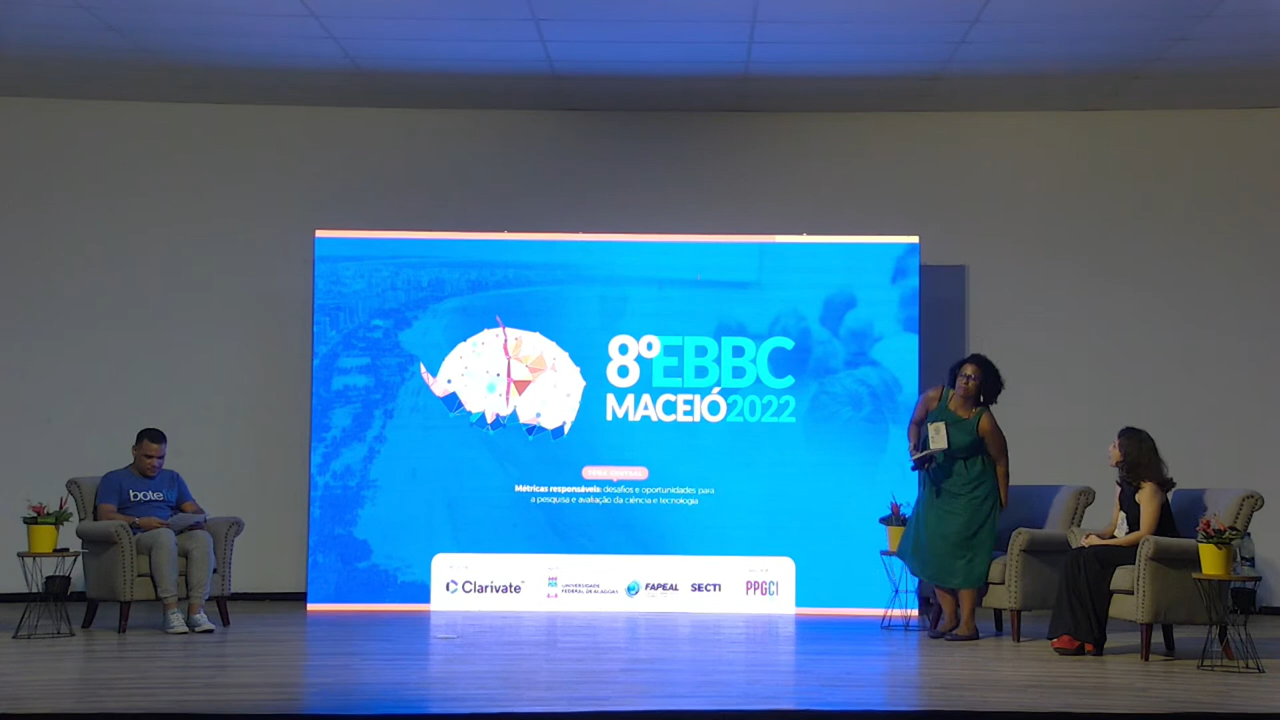 8º EBBC
MACEIÓ 2022
Métricas responsáveis: desafios e oportunidades para
a pesquisa e avaliação da ciência e tecnologia
Clarivate
UNIVERSIDADE
FEDERAL DE ALAGOAS
FAPEAL
SECTI
PPGCI